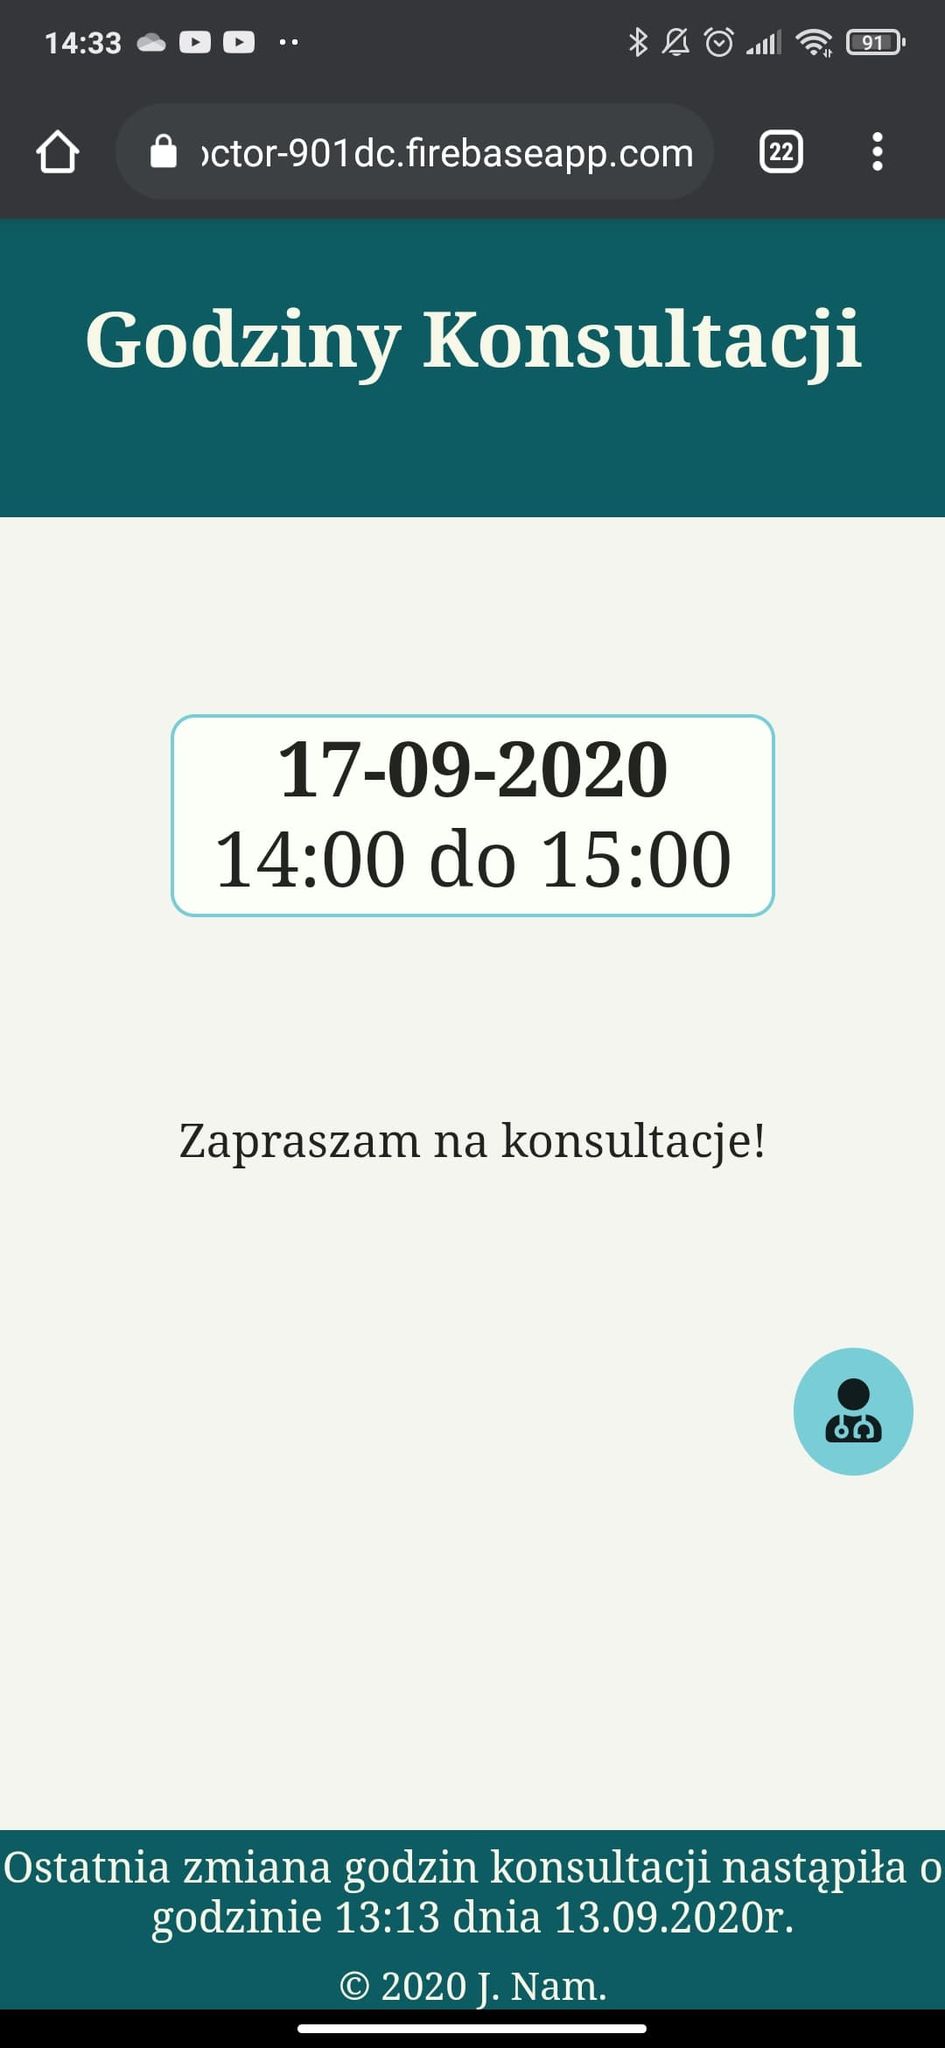 14:33
91
octor-901dc.firebaseapp.com
22
Godziny Konsultacji
17-09-2020
14:00 do 15:00
Zapraszam na konsultacje!
Ostatnia zmiana godzin konsultacji nastąpiła o
godzinie 13:13 dnia 13.09.2020r.
© 2020 J. Nam.